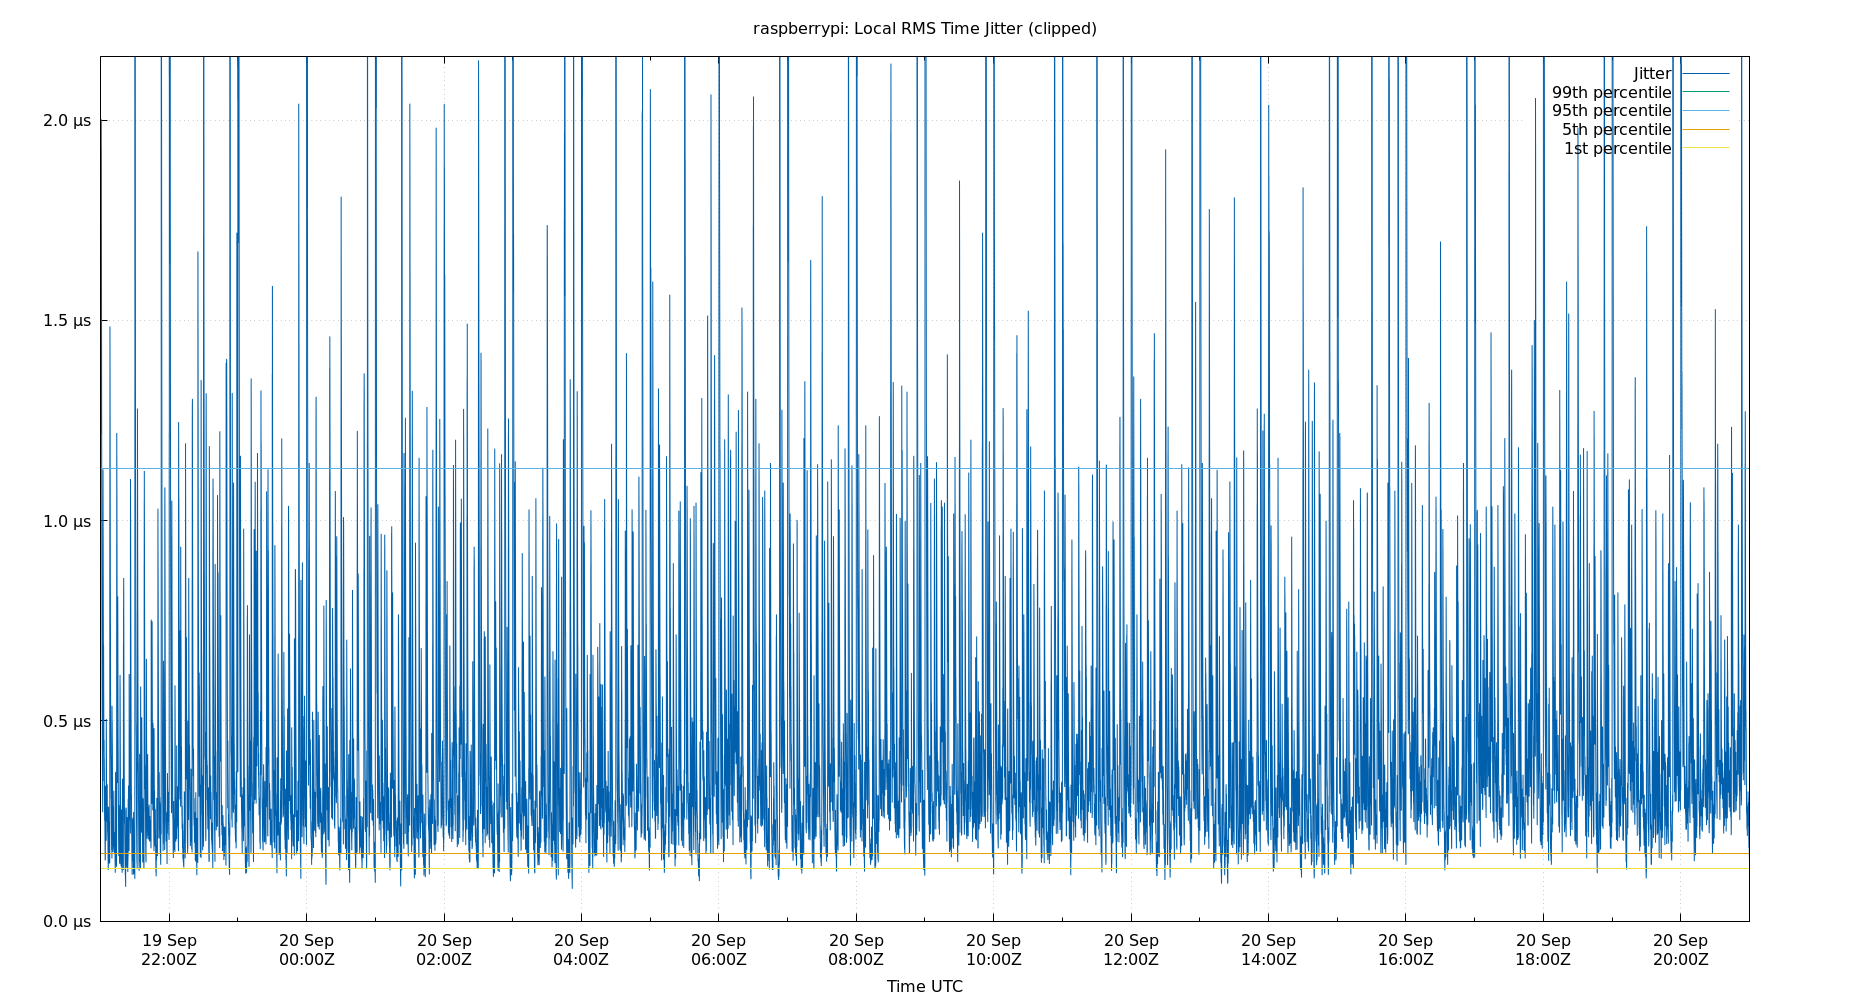 raspberrypi: Local RMS Time Jitter (clipped)
Jitter
99th percentile
95th percentile
5th percentile
1st percentile
2.0 µs
1.5 µs
1.0 µs
0.5 µs
0.0 µs
19 Sep 20 Sep 20 Sep 20 Sep 20 Sep 20 Sep 20 Sep 20 Sep 20 Sep 20 Sep 20 Sep 20 Sep
22:00Z 00:00Z 02:00Z 04:00Z 06:00Z 08:00Z 10:00Z 12:00Z 14:00Z 16:00Z 18:00Z 20:00Z
Time UTC